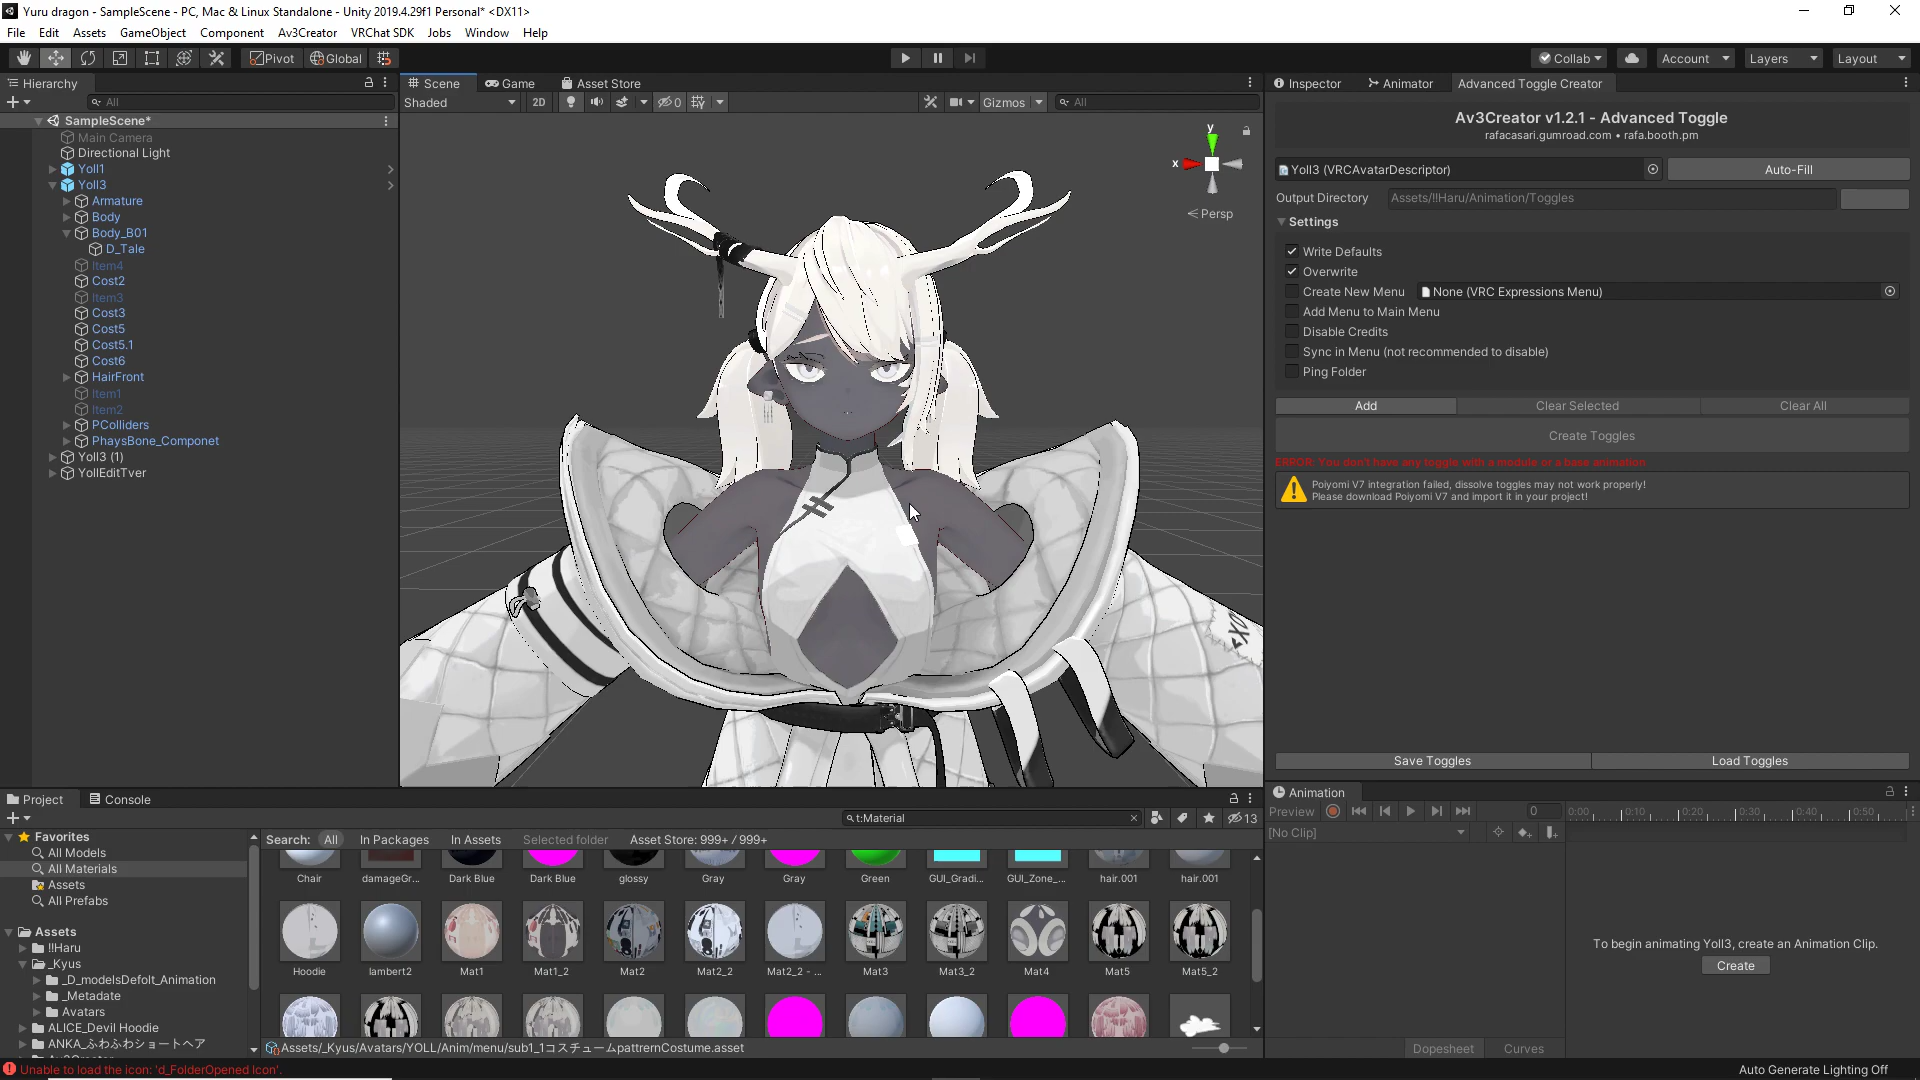 Yuru dragon - SampleScene - PC, Mac & Linux Standalone - Unity 2019.4.29f1 Personal* <DX11>
File Edit Assets GameObject Component Av3Creator VRChat SDK Jobs Window Help
Pivot Global Collab Account Layers Layout
Hierarchy
All
SampleScene*
Main Camera
Directional Light
Yoll1
Yoll3
Armature
Body
Body_B01
D_Tale
Item4
Cost2
Item3
Cost3
Cost5
Cost5.1
Cost6
HairFront
Item1
Item2
PColliders
PhaysBone_Componet
Yoll3 (1)
YollEditTver
Scene Game Asset Store
Shaded 2D 0 Gizmos All
y
x
Persp
Inspector Animator Advanced Toggle Creator
Av3Creator v1.2.1 - Advanced Toggle
rafacasari.gumroad.com • rafa.booth.pm
Yoll3 (VRCAvatarDescriptor) Auto-Fill
Output Directory Assets/!!Haru/Animation/Toggles
Settings
Write Defaults
Overwrite
Create New Menu None (VRC Expressions Menu)
Add Menu to Main Menu
Disable Credits
Sync in Menu (not recommended to disable)
Ping Folder
Add Clear Selected Clear All
Create Toggles
ERROR: You don't have any toggle with a module or a base animation
Poiyomi V7 integration failed, dissolve toggles may not work properly!
Please download Poiyomi V7 and import it in your project!
Save Toggles Load Toggles
Project Console
t:Material 13
Favorites
All Models
All Materials
Assets
All Prefabs
Assets
!!Haru
_Kyus
_D_modelsDefolt_Animation
_Metadate
Avatars
ALICE_Devil Hoodie
ANKA_ふわふわショートヘア
Search: All In Packages In Assets Selected folder Asset Store: 999+ / 999+
Chair damageGr... Dark Blue Dark Blue glossy Gray Gray Green GUI_Gradi... GUI_Zone_... hair.001 hair.001
Hoodie lambert2 Mat1 Mat1_2 Mat2 Mat2_2 Mat2_2 - ... Mat3 Mat3_2 Mat4 Mat5 Mat5_2
Assets/_Kyus/Avatars/YOLL/Anim/menu/sub1_1コスチュームpattrernCostume.asset
Animation
Preview 0 0:00 0:10 0:20 0:30 0:40 0:50
[No Clip]
To begin animating Yoll3, create an Animation Clip.
Create
Dopesheet Curves
Unable to load the icon: 'd_FolderOpened Icon'.
Auto Generate Lighting Off